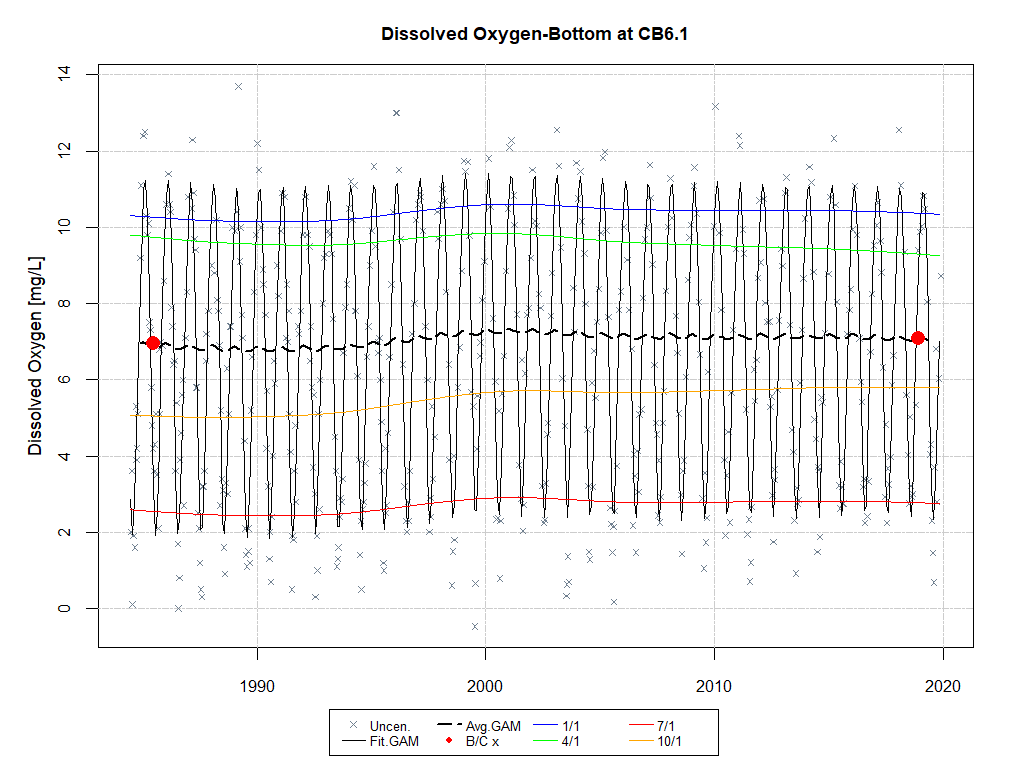 Dissolved Oxygen-Bottom at CB6.1
Dissolved Oxygen [mg/L]
14
12
10
8
6
4
2
0
1990 2000 2010 2020
Uncen. Avg.GAM 1/1 7/1
Fit.GAM B/C x 4/1 10/1